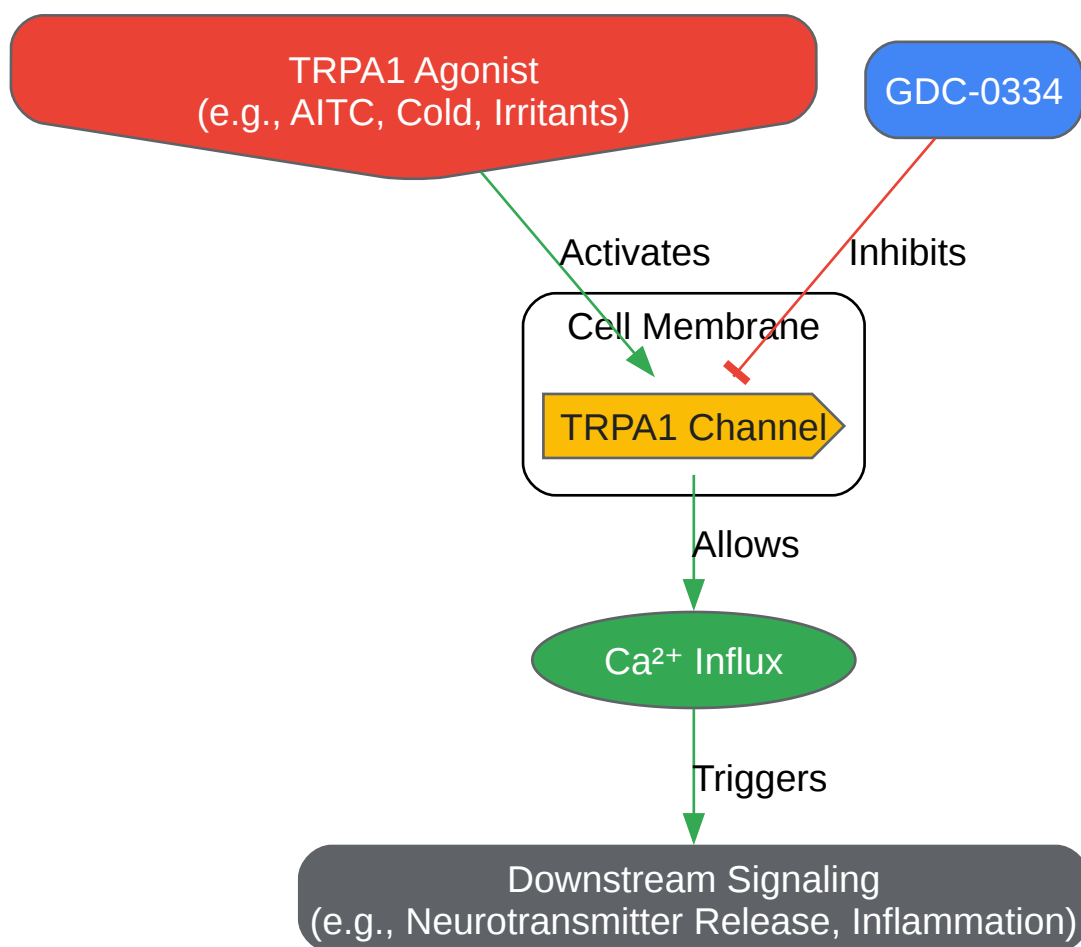 TRPA1 Agonist
(e.g., AITC, Cold, Irritants)
GDC-0334
Activates
Inhibits
Cell Membrane
TRPA1 Channel
Allows
Ca²⁺ Influx
Triggers
Downstream Signaling
(e.g., Neurotransmitter Release, Inflammation)